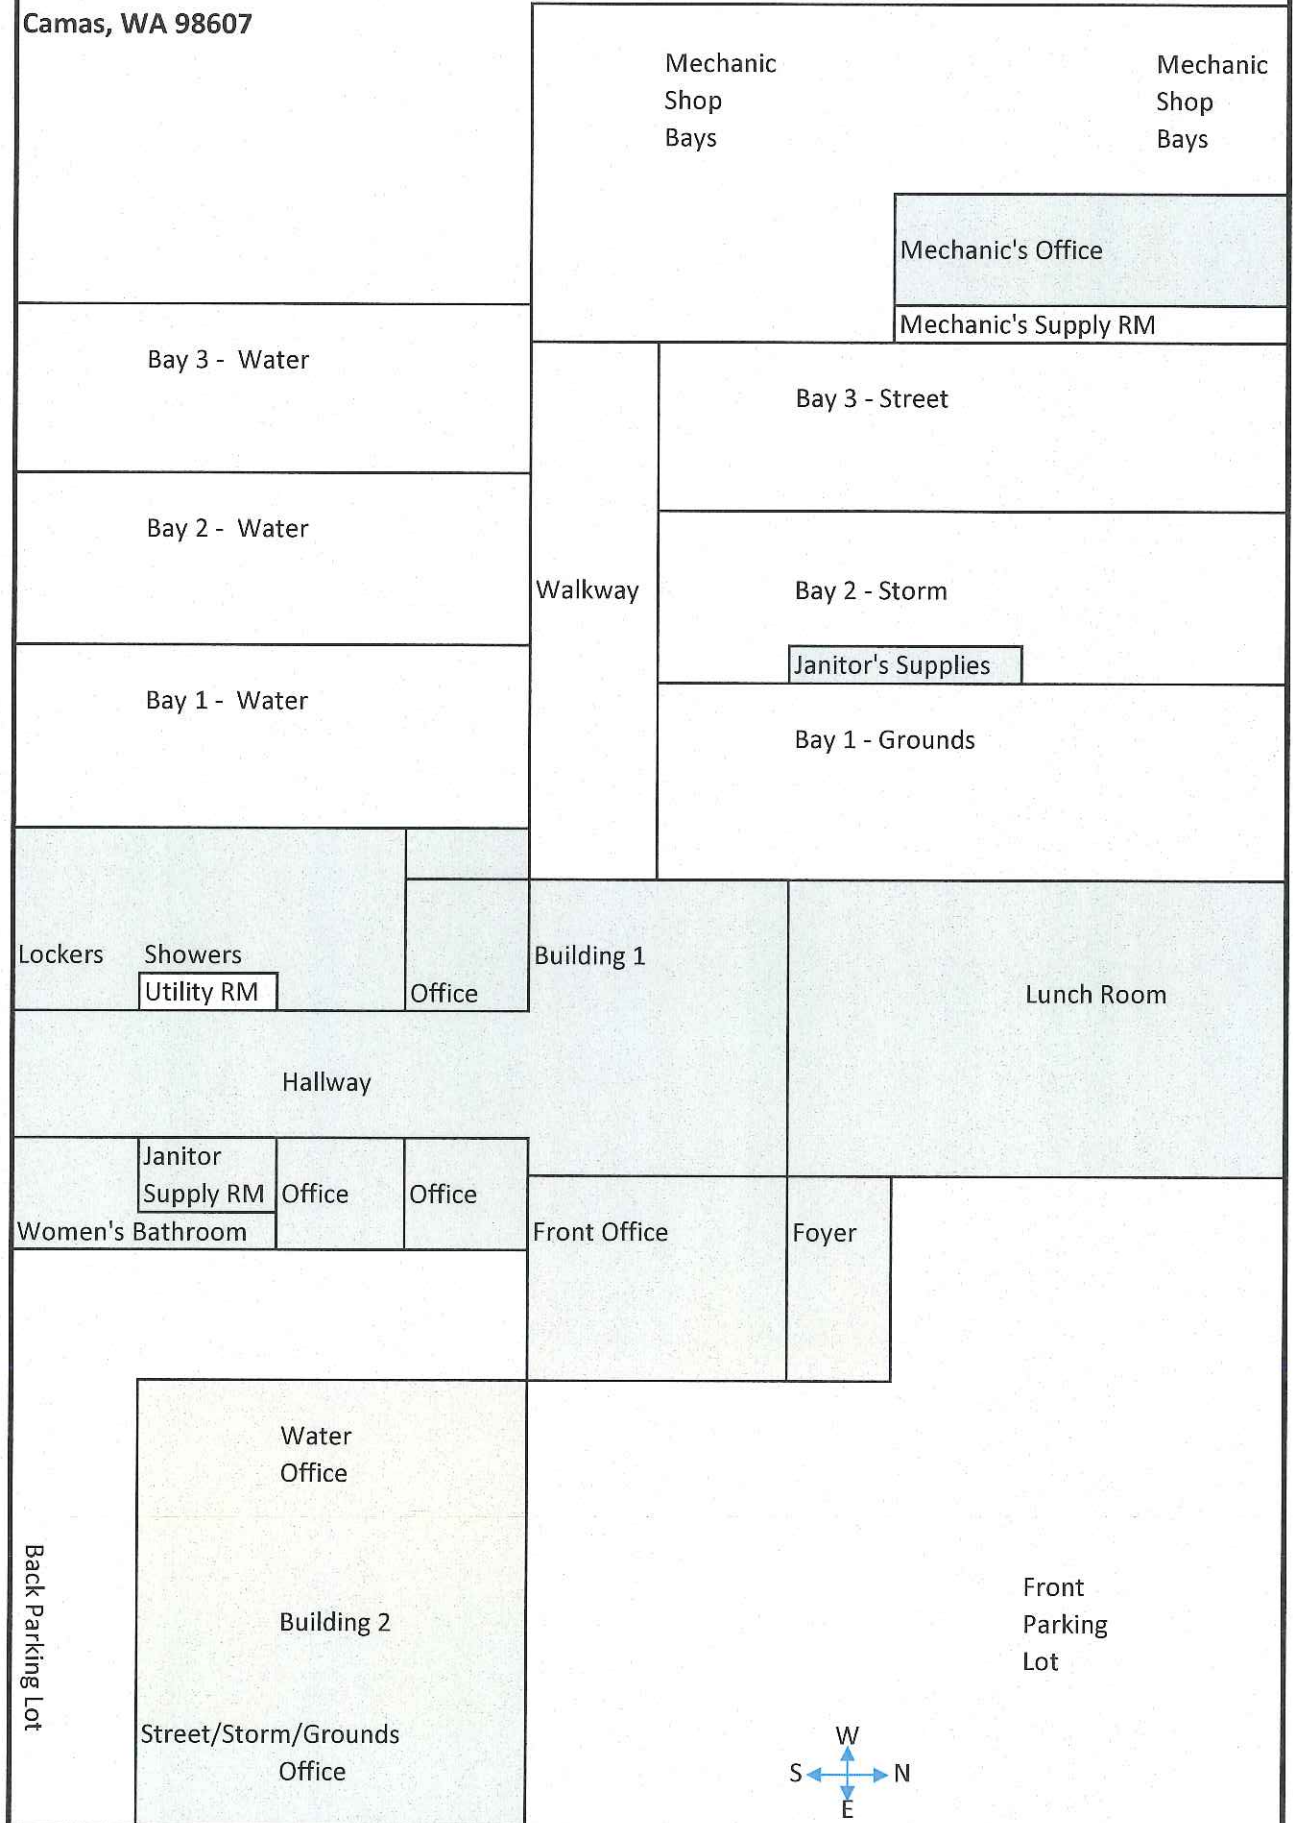 Camas, WA 98607
Mechanic
Shop
Bays
Mechanic
Shop
Bays
Mechanic's Office
Mechanic's Supply RM
Bay 3 -  Water
Bay 3 - Street
Bay 2 -  Water
Walkway
Bay 2 - Storm
Janitor's Supplies
Bay 1 -  Water
Bay 1 - Grounds
Lockers
Showers
Utility RM
Office
Building 1
Lunch Room
Hallway
Janitor
Supply RM
Office
Office
Women's Bathroom
Front Office
Foyer
Water
Office
Back Parking Lot
Building 2
Front
Parking
Lot
Street/Storm/Grounds
Office
W
S
N
E